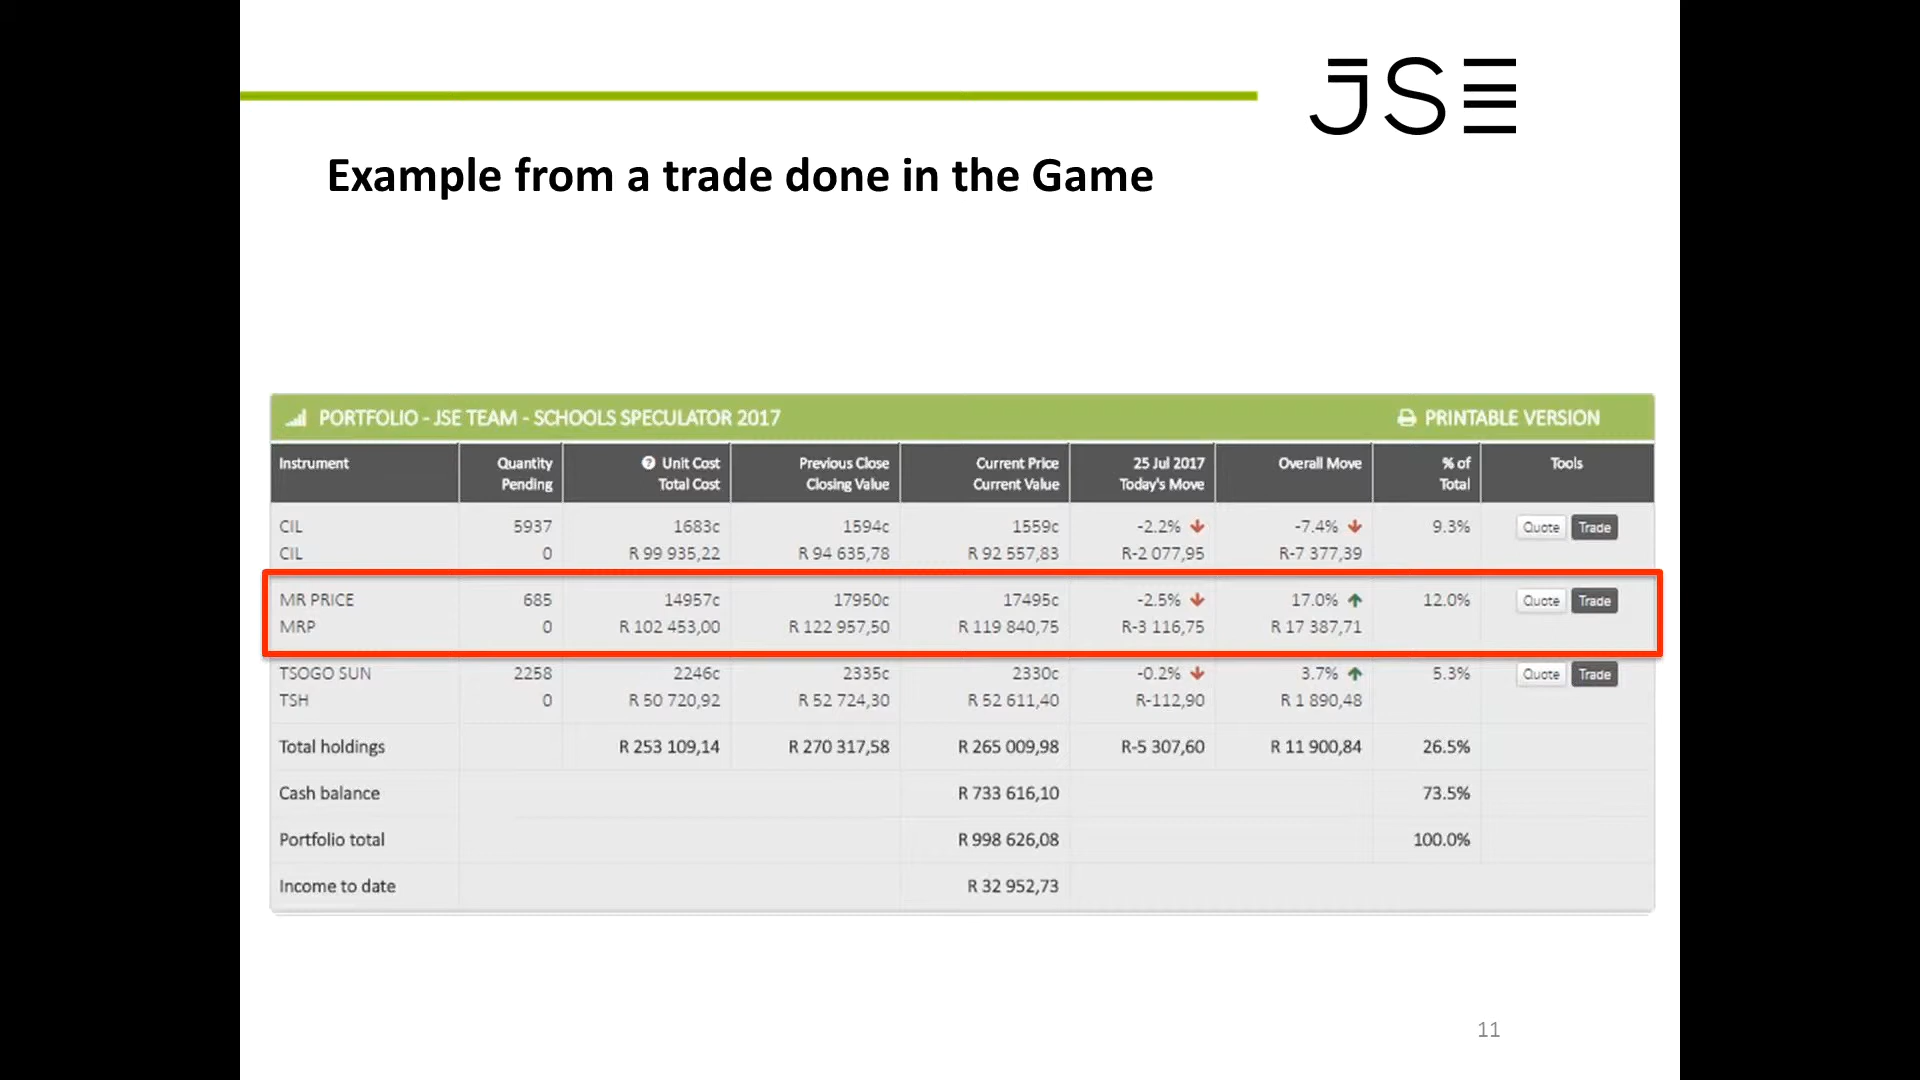 JSE
Example from a trade done in the Game
PORTFOLIO - JSE TEAM - SCHOOLS SPECULATOR 2017 PRINTABLE VERSION
Instrument Quantity ? Unit Cost Previous Close Current Price 25 Jul 2017 Overall Move % of Tools
Pending Total Cost Closing Value Current Value Today's Move Total
CIL 5937 1683c 1594c 1559c -2.2% -7.4% 9.3% Quote Trade
CIL 0 R 99 935,22 R 94 635,78 R 92 557,83 R-2 077,95 R-7 377,39
MR PRICE 685 14957c 17950c 17495c -2.5% 17.0% 12.0% Quote Trade
MRP 0 R 102 453,00 R 122 957,50 R 119 840,75 R-3 116,75 R 17 387,71
TSOGO SUN 2258 2246c 2335c 2330c -0.2% 3.7% 5.3% Quote Trade
TSH 0 R 50 720,92 R 52 724,30 R 52 611,40 R-112,90 R 1 890,48
Total holdings R 253 109,14 R 270 317,58 R 265 009,98 R-5 307,60 R 11 900,84 26.5%
Cash balance R 733 616,10 73.5%
Portfolio total R 998 626,08 100.0%
Income to date R 32 952,73
11